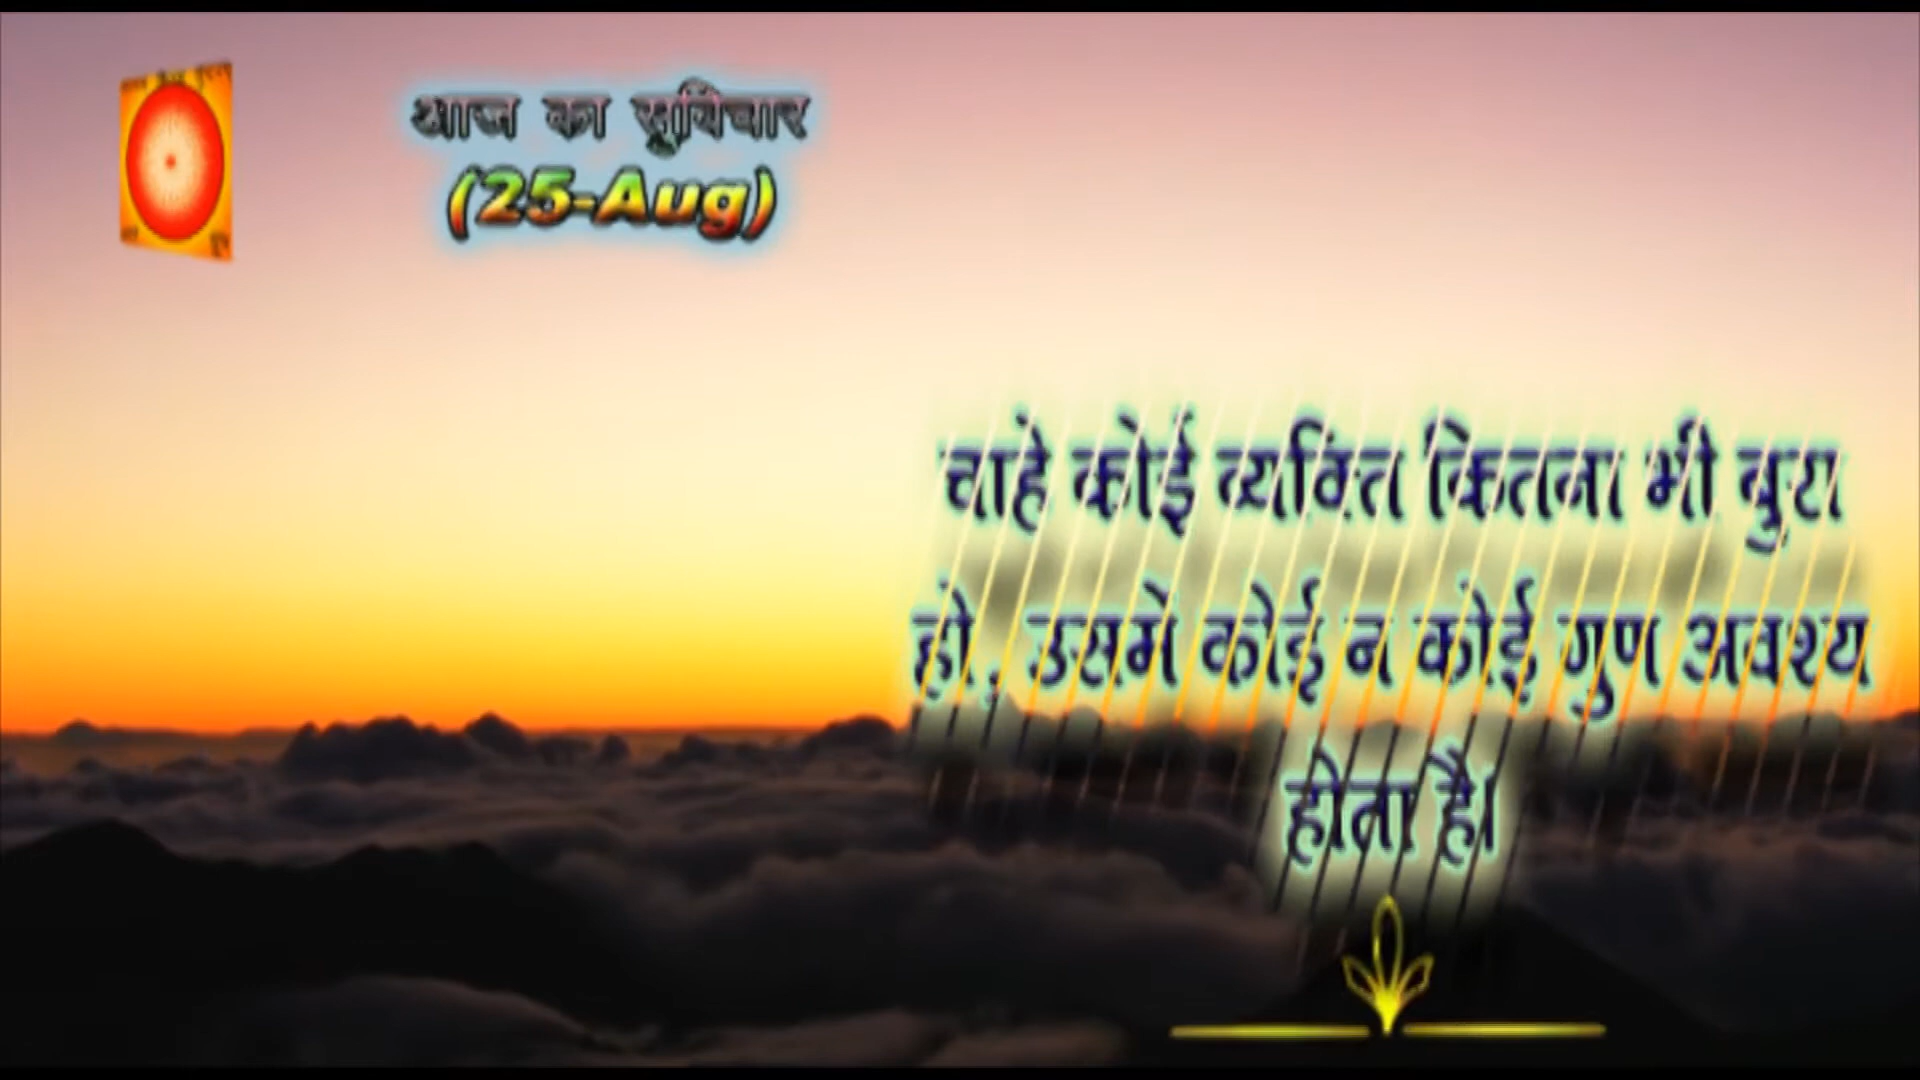 आज का सुविचार
(25-Aug)
चाहे कोई व्यक्ति कितना भी बुरा
हो, उसमे कोई न कोई गुण अवश्य
होता है।